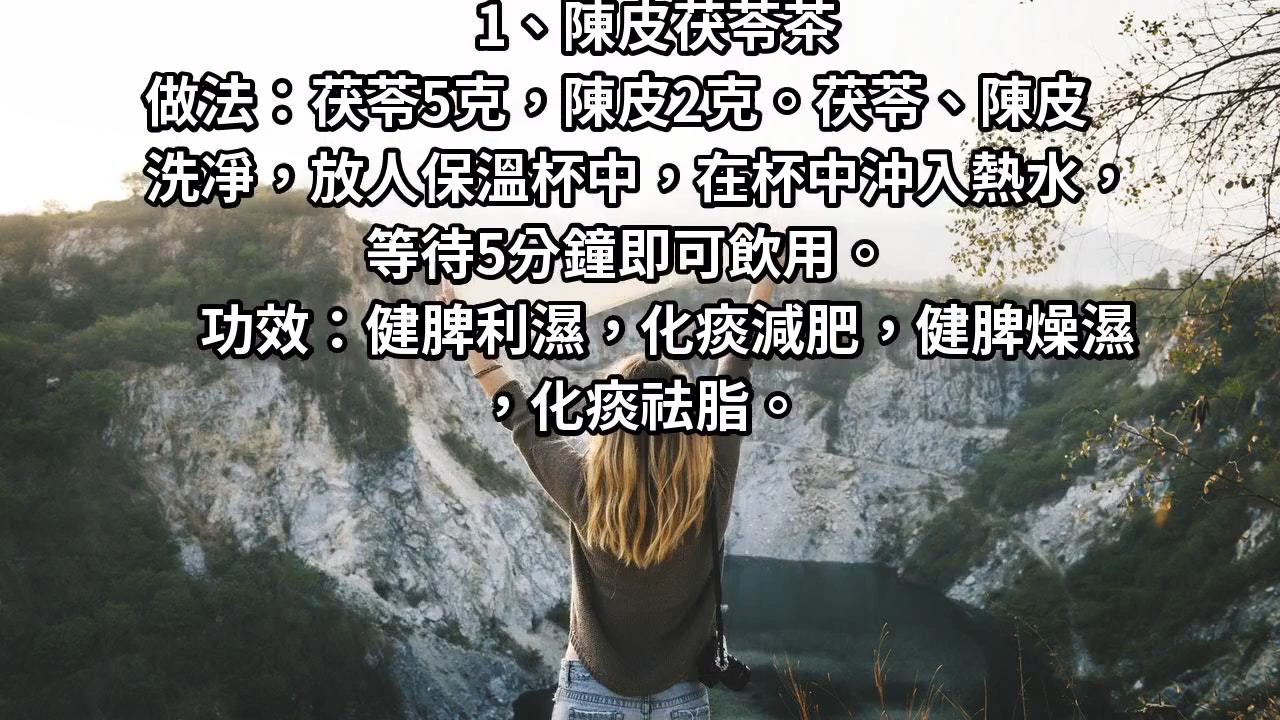 1、陳皮茯苓茶
做法：茯苓5克，陳皮2克。茯苓、陳皮
洗淨，放人保溫杯中，在杯中沖入熱水，
等待5分鐘即可飲用。
功效：健脾利濕，化痰減肥，健脾燥濕
，化痰祛脂。